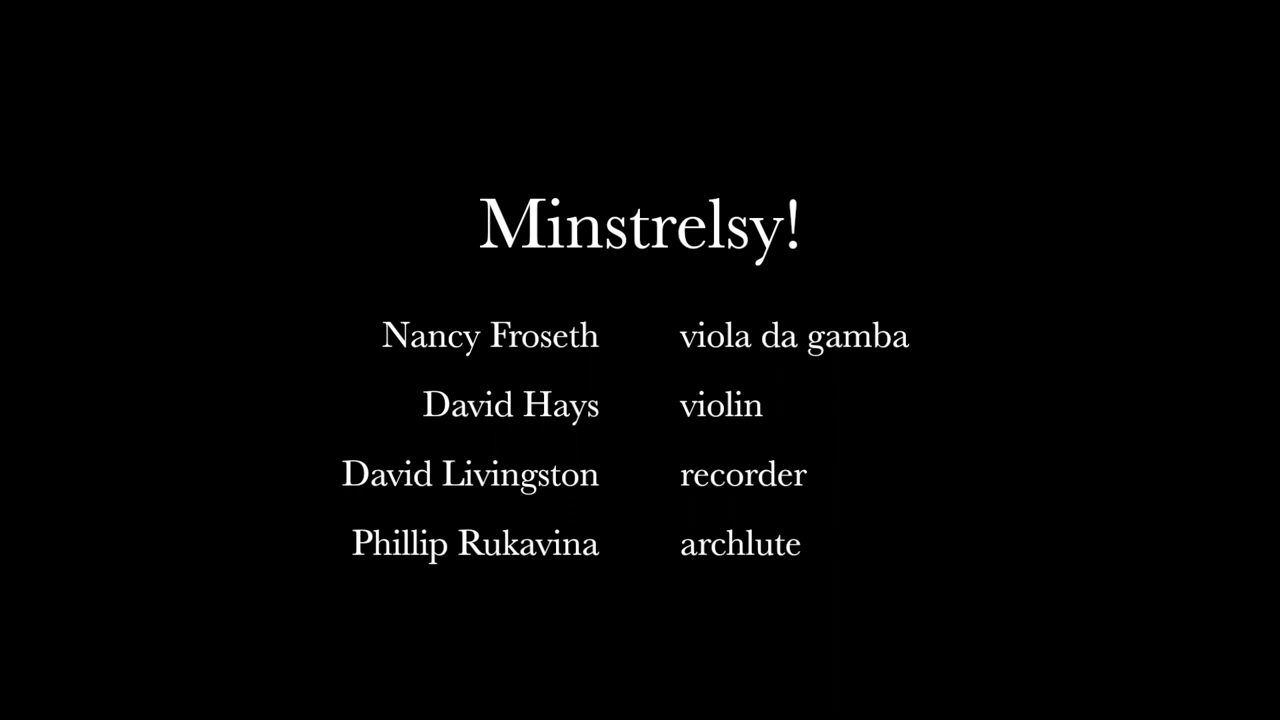 Minstrelsy!
Nancy Froseth viola da gamba
David Hays violin
David Livingston recorder
Phillip Rukavina archlute